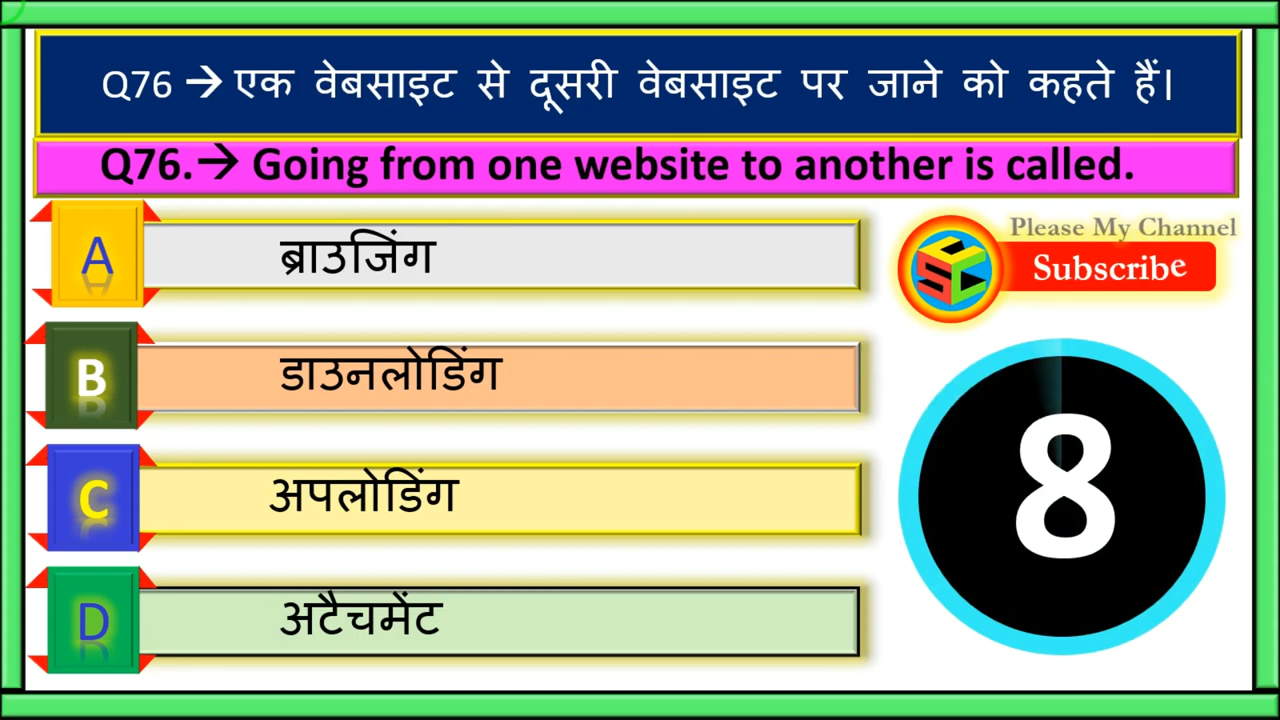 Q76 → एक वेबसाइट से दूसरी वेबसाइट पर जाने को कहते हैं।
Q76.→ Going from one website to another is called.
A ब्राउजिंग
B डाउनलोडिंग
C अपलोडिंग
D अटैचमेंट
Please My Channel
SSC Subscribe
8